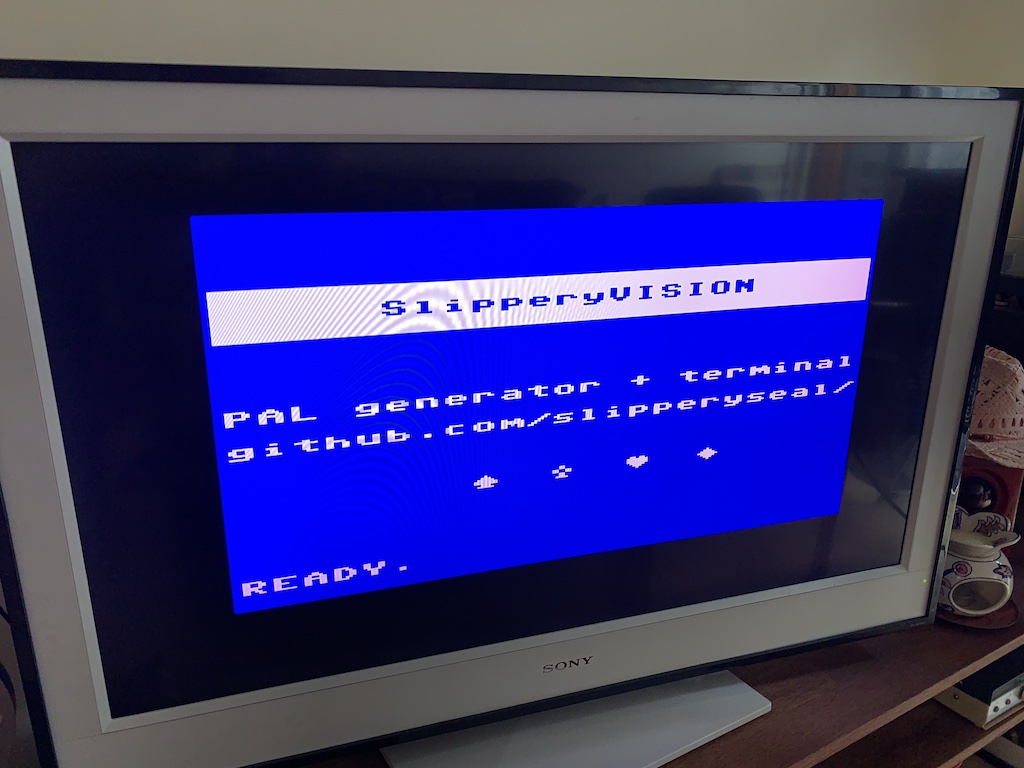 SlipperyVISION
PAL generator + terminal
github.com/slipperyseal/
♠ ♣ ♥ ♦
READY.
SONY